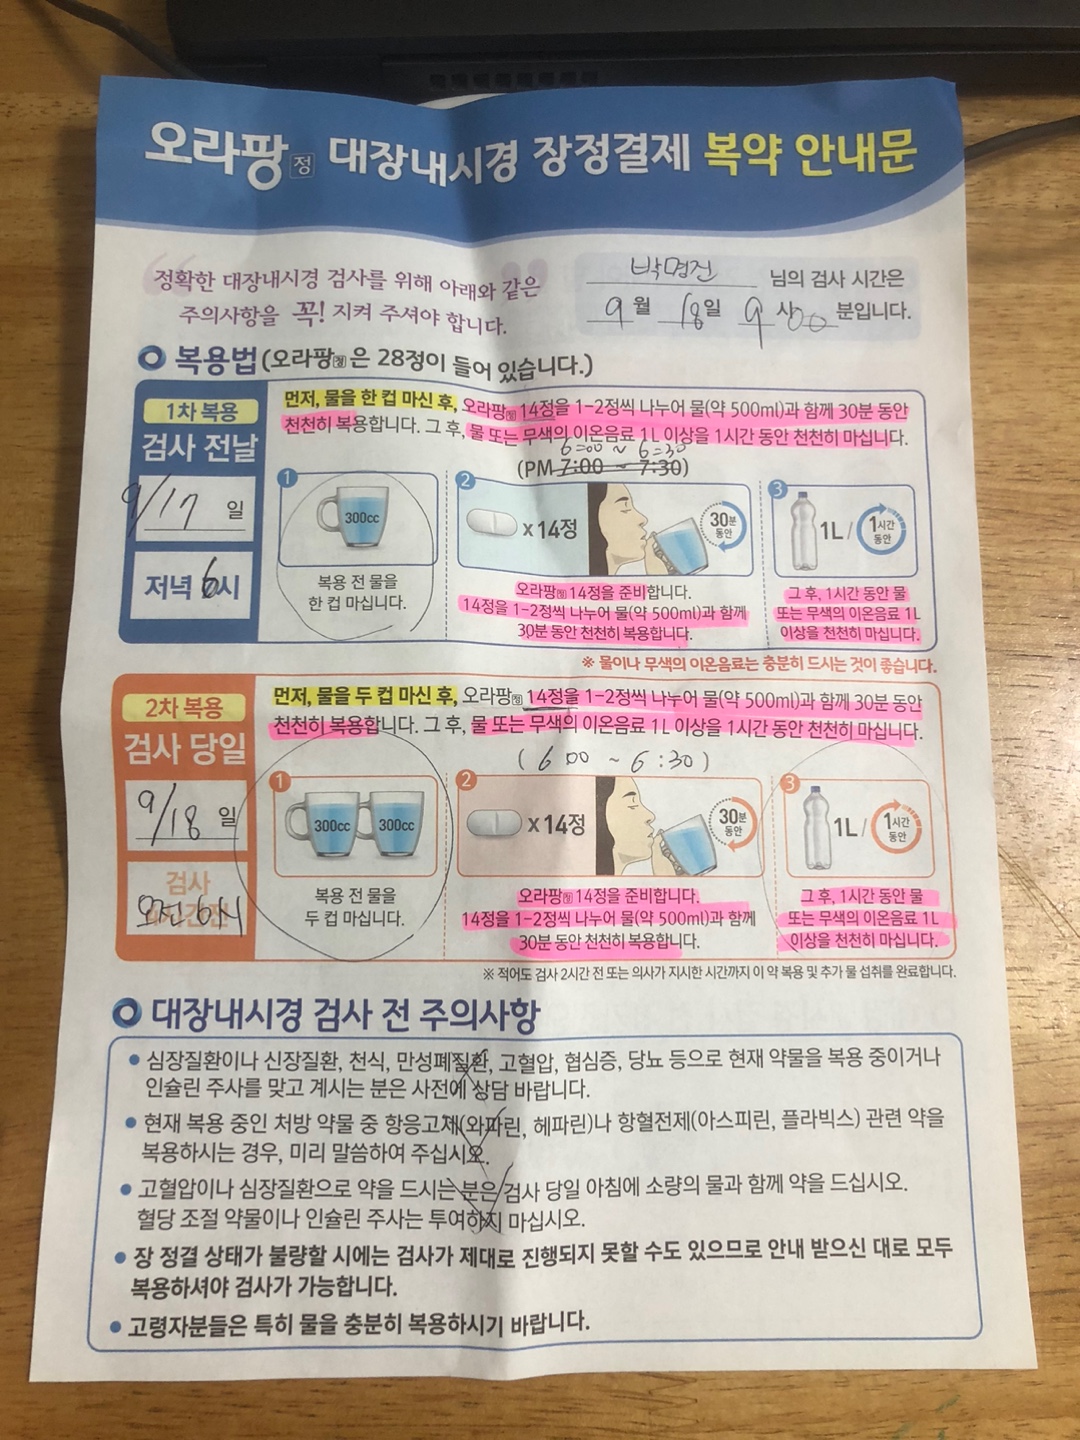 오라팡정 대장내시경 장정결제 복약 안내문
정확한 대장내시경 검사를 위해 아래와 같은
주의사항을 꼭! 지켜 주셔야 합니다.
박명진 님의 검사 시간은
9월 18일 9시 00분입니다.
복용법(오라팡정은 28정이 들어 있습니다.)
1차 복용
검사 전날
9/17 일
저녁 6시
먼저, 물을 한 컵 마신 후, 오라팡정 14정을 1-2정씩 나누어 물(약 500ml)과 함께 30분 동안
천천히 복용합니다. 그 후, 물 또는 무색의 이온음료 1L 이상을 1시간 동안 천천히 마십니다.
6:00 ~ 6:30
(PM 7:00 ~ 7:30)
1
300cc
복용 전 물을
한 컵 마십니다.
2
x14정
30분
동안
오라팡정 14정을 준비합니다.
14정을 1-2정씩 나누어 물(약 500ml)과 함께
30분 동안 천천히 복용합니다.
3
1L /
1시간
동안
그 후, 1시간 동안 물
또는 무색의 이온음료 1L
이상을 천천히 마십니다.
※ 물이나 무색의 이온음료는 충분히 드시는 것이 좋습니다.
2차 복용
검사 당일
9/18 일
검사
오전 6시
먼저, 물을 두 컵 마신 후, 오라팡정 14정을 1-2정씩 나누어 물(약 500ml)과 함께 30분 동안
천천히 복용합니다. 그 후, 물 또는 무색의 이온음료 1L 이상을 1시간 동안 천천히 마십니다.
(6:00 ~ 6:30)
1
300cc 300cc
복용 전 물을
두 컵 마십니다.
2
x14정
30분
동안
오라팡정 14정을 준비합니다.
14정을 1-2정씩 나누어 물(약 500ml)과 함께
30분 동안 천천히 복용합니다.
3
1L /
1시간
동안
그 후, 1시간 동안 물
또는 무색의 이온음료 1L
이상을 천천히 마십니다.
※ 적어도 검사 2시간 전 또는 의사가 지시한 시간까지 이 약 복용 및 추가 물 섭취를 완료합니다.
대장내시경 검사 전 주의사항
● 심장질환이나 신장질환, 천식, 만성폐질환, 고혈압, 협심증, 당뇨 등으로 현재 약물을 복용 중이거나
인슐린 주사를 맞고 계시는 분은 사전에 상담 바랍니다.
● 현재 복용 중인 처방 약물 중 항응고제(와파린, 헤파린)나 항혈전제(아스피린, 플라빅스) 관련 약을
복용하시는 경우, 미리 말씀하여 주십시오.
● 고혈압이나 심장질환으로 약을 드시는 분은 검사 당일 아침에 소량의 물과 함께 약을 드십시오.
혈당 조절 약물이나 인슐린 주사는 투여하지 마십시오.
● 장 정결 상태가 불량할 시에는 검사가 제대로 진행되지 못할 수도 있으므로 안내 받으신 대로 모두
복용하셔야 검사가 가능합니다.
● 고령자분들은 특히 물을 충분히 복용하시기 바랍니다.